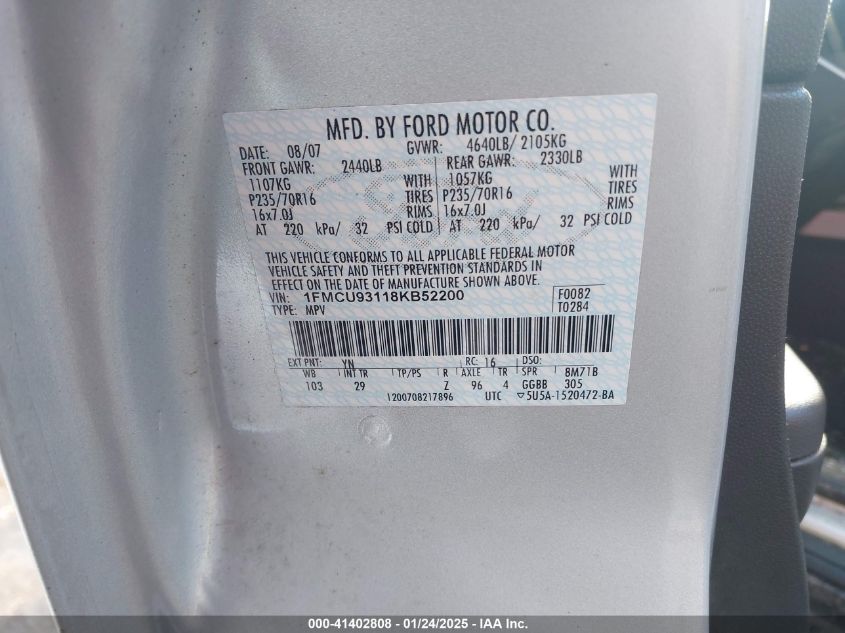 MFD. BY FORD MOTOR CO.
DATE: 08/07 GVWR: 4640LB/ 2105KG
FRONT GAWR: 2440LB REAR GAWR: 2330LB
1107KG WITH 1057KG WITH
P235/70R16 TIRES P235/70R16 TIRES
16x7.0J RIMS 16x7.0J RIMS
AT 220 kPa/ 32 PSI COLD AT 220 kPa/ 32 PSI COLD
THIS VEHICLE CONFORMS TO ALL APPLICABLE FEDERAL MOTOR
VEHICLE SAFETY AND THEFT PREVENTION STANDARDS IN
EFFECT ON THE DATE OF MANUFACTURE SHOWN ABOVE.
VIN: 1FMCU93118KB52200 F0082
TYPE: MPV T0284
EXT PNT: YN RC: 16 DSO:
WB INT TR TP/PS R AXLE TR SPR 8M71B
103 29 Z 96 4 GGBB 305
1200708217896 UTC ▽5U5A-1520472-BA
000-41402808 - 01/24/2025 - IAA